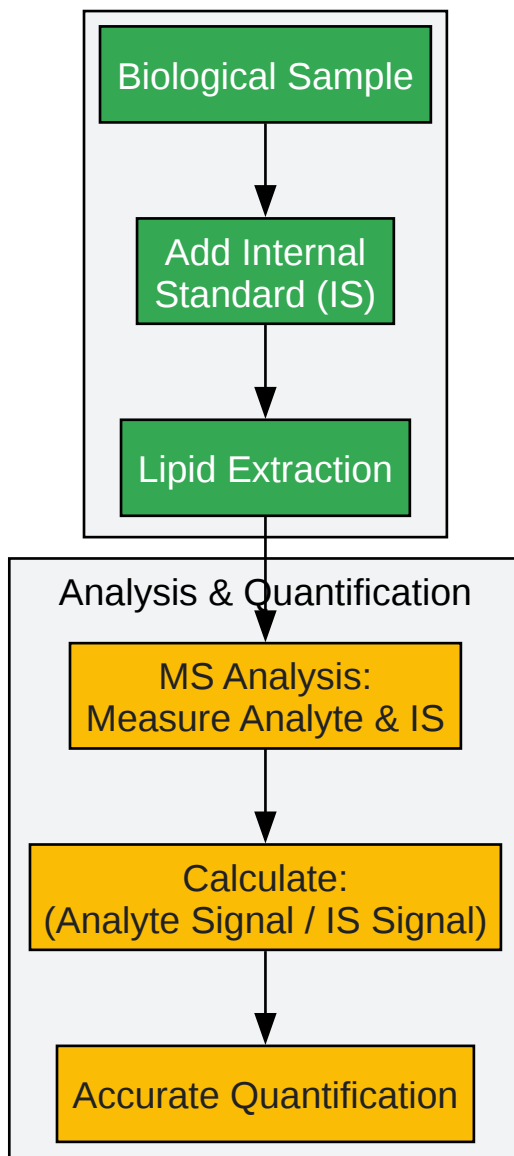 Biological Sample
Add Internal
Standard (IS)
Lipid Extraction
Analysis & Quantification
MS Analysis:
Measure Analyte & IS
Calculate:
(Analyte Signal / IS Signal)
Accurate Quantification